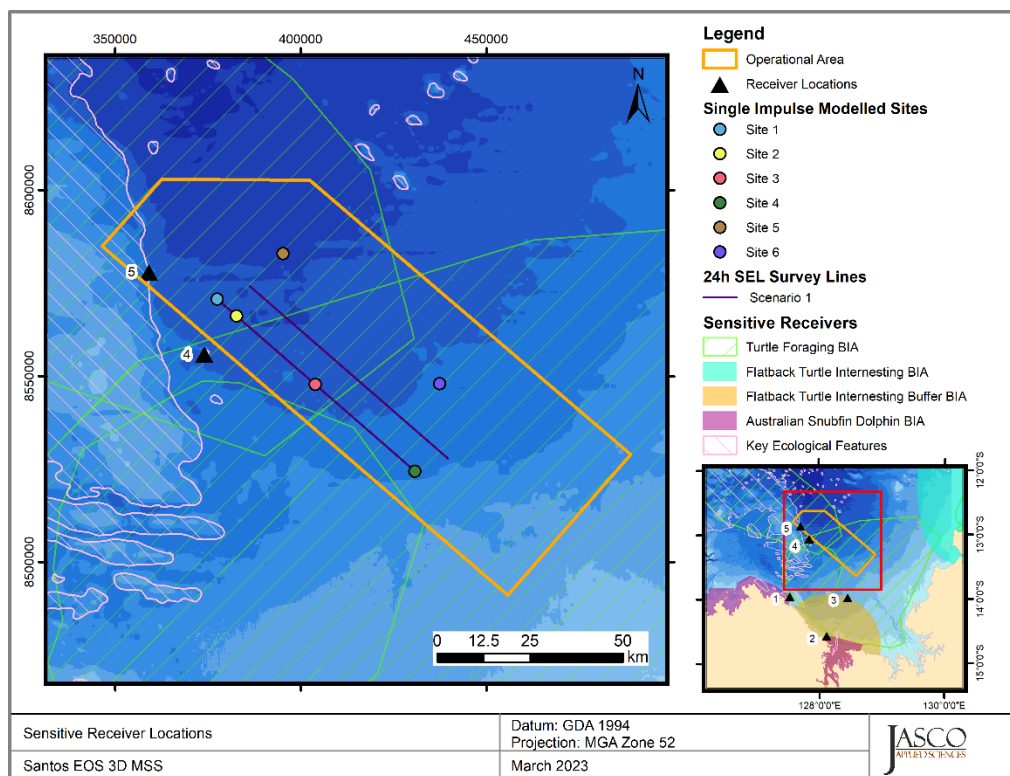 350000 400000 450000
8600000
8550000
8500000
N
5
4
0 12.5 25 50
km
Legend
Operational Area
Receiver Locations
Single Impulse Modelled Sites
Site 1
Site 2
Site 3
Site 4
Site 5
Site 6
24h SEL Survey Lines
Scenario 1
Sensitive Receivers
Turtle Foraging BIA
Flatback Turtle Internesting BIA
Flatback Turtle Internesting Buffer BIA
Australian Snubfin Dolphin BIA
Key Ecological Features
12°0'0"S
13°0'0"S
14°0'0"S
15°0'0"S
5
4
1
3
2
128°0'0"E 130°0'0"E
Sensitive Receiver Locations
Datum: GDA 1994
Projection: MGA Zone 52
Santos EOS 3D MSS
March 2023
JASCO
APPLIED SCIENCES